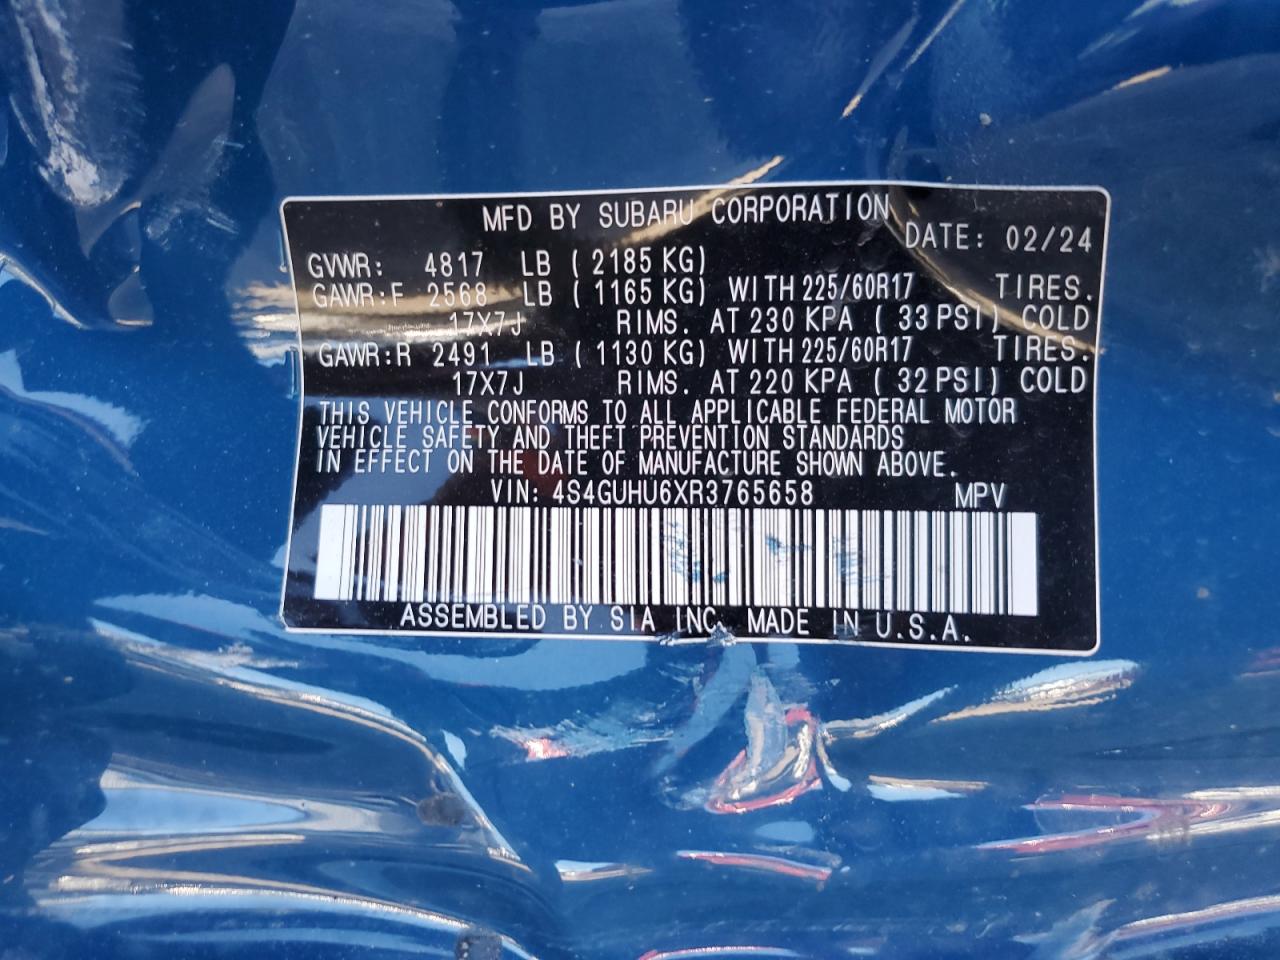 MFD BY SUBARU CORPORATION
DATE: 02/24
GVWR: 4817 LB ( 2185 KG)
GAWR:F 2568 LB ( 1165 KG) WITH 225/60R17 TIRES.
17X7J RIMS. AT 230 KPA ( 33 PSI) COLD
GAWR:R 2491 LB ( 1130 KG) WITH 225/60R17 TIRES.
17X7J RIMS. AT 220 KPA ( 32 PSI) COLD
THIS VEHICLE CONFORMS TO ALL APPLICABLE FEDERAL MOTOR
VEHICLE SAFETY AND THEFT PREVENTION STANDARDS
IN EFFECT ON THE DATE OF MANUFACTURE SHOWN ABOVE.
VIN: 4S4GUHU6XR3765658 MPV
ASSEMBLED BY SIA INC. MADE IN U.S.A.